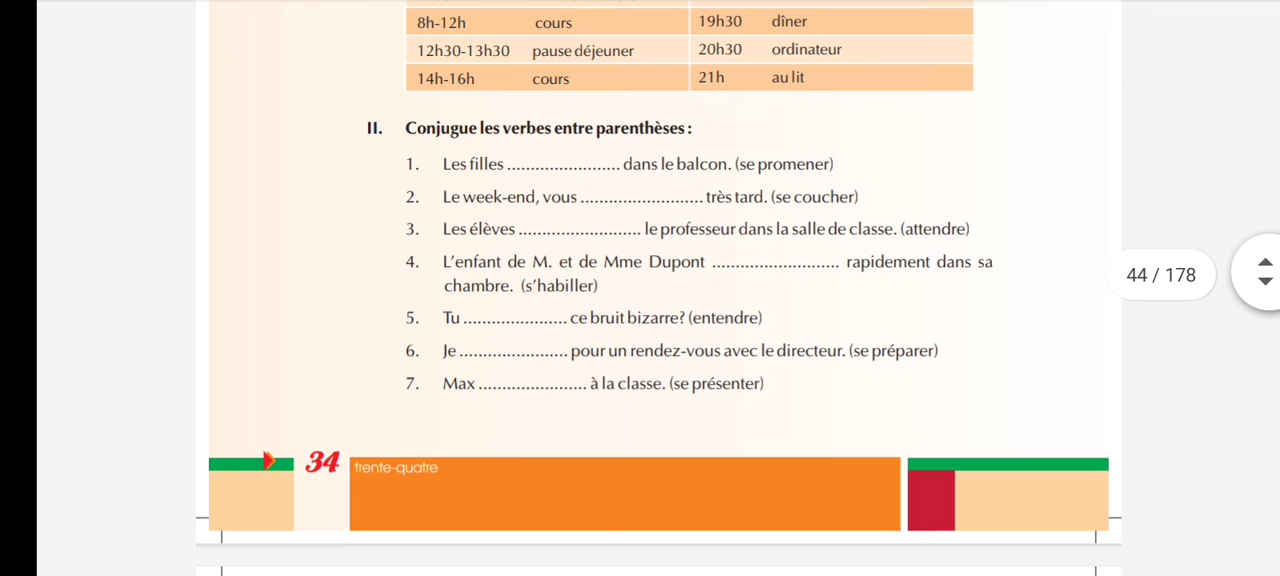 8h-12h cours 19h30 dîner
12h30-13h30 pause déjeuner 20h30 ordinateur
14h-16h cours 21h au lit
II. Conjugue les verbes entre parenthèses :
1. Les filles ........................ dans le balcon. (se promener)
2. Le week-end, vous .......................... très tard. (se coucher)
3. Les élèves .......................... le professeur dans la salle de classe. (attendre)
4. L'enfant de M. et de Mme Dupont ........................... rapidement dans sa
chambre. (s'habiller)
5. Tu ...................... ce bruit bizarre? (entendre)
6. Je ....................... pour un rendez-vous avec le directeur. (se préparer)
7. Max ....................... à la classe. (se présenter)
44 / 178
34 trente-quatre